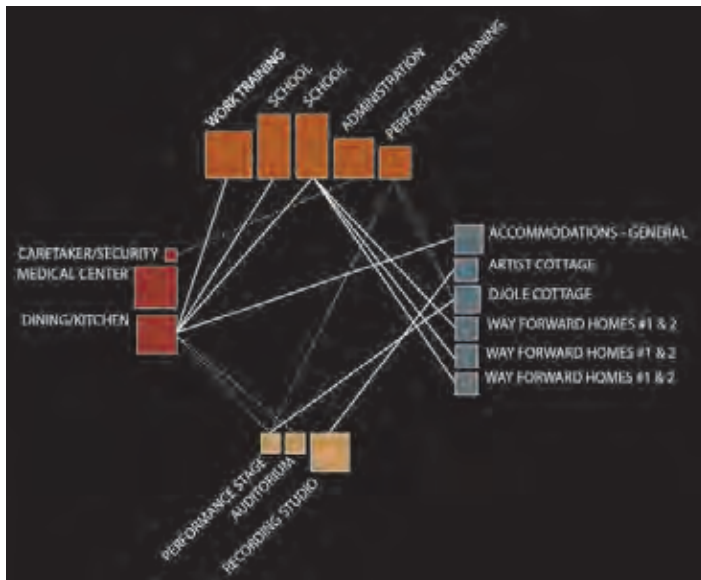 WORK TRAINING
SCHOOL
SCHOOL
ADMINISTRATION
PERFORMANCE TRAINING
CARETAKER/SECURITY
MEDICAL CENTER
DINING/KITCHEN
ACCOMMODATIONS - GENERAL
ARTIST COTTAGE
DJOLE COTTAGE
WAY FORWARD HOMES #1 & 2
WAY FORWARD HOMES #1 & 2
WAY FORWARD HOMES #1 & 2
PERFORMANCE STAGE
AUDITORIUM
RECORDING STUDIO